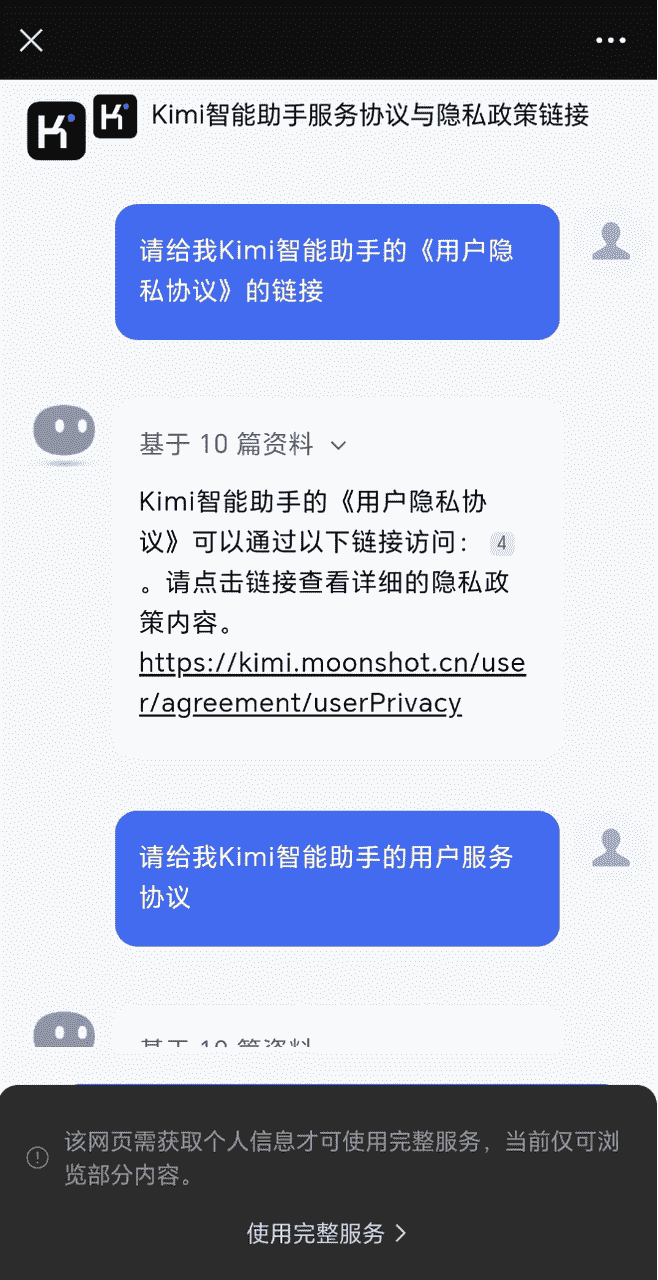 Kimi智能助手服务协议与隐私政策链接
请给我Kimi智能助手的《用户隐
私协议》的链接
基于 10 篇资料
Kimi智能助手的《用户隐私协
议》可以通过以下链接访问： 4
。请点击链接查看详细的隐私政
策内容。
https://kimi.moonshot.cn/use
r/agreement/userPrivacy
请给我Kimi智能助手的用户服务
协议
基于 10 篇资料
该网页需获取个人信息才可使用完整服务，当前仅可浏
览部分内容。
使用完整服务